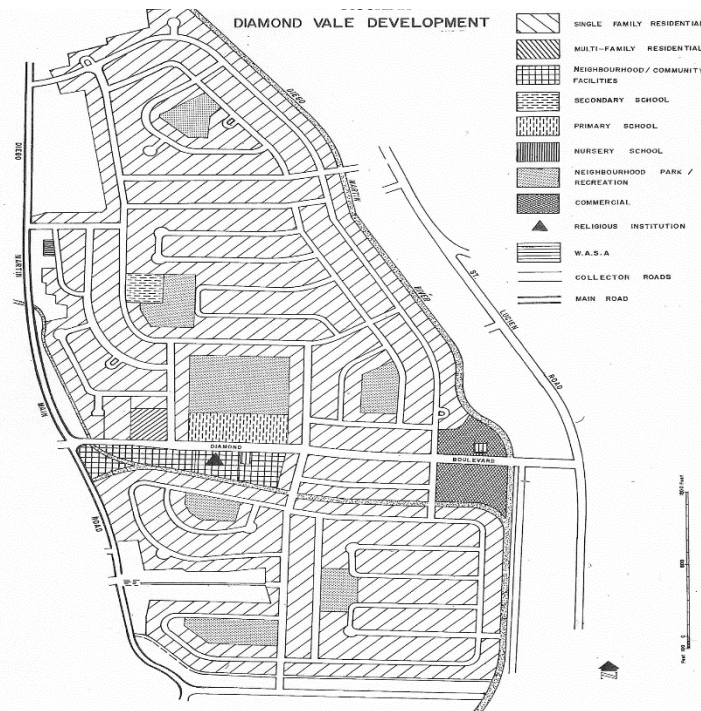 DIAMOND VALE DEVELOPMENT
SINGLE FAMILY RESIDENTIAL
MULTI-FAMILY RESIDENTIAL
NEIGHBOURHOOD/COMMUNITY
FACILITIES
SECONDARY SCHOOL
PRIMARY SCHOOL
NURSERY SCHOOL
NEIGHBOURHOOD PARK /
RECREATION
COMMERCIAL
RELIGIOUS INSTITUTION
W.A.S.A
COLLECTOR ROADS
MAIN ROAD
DIEGO
MARTIN
RIVER
DIEGO
MARTIN
MAIN
ROAD
ST.
LUCIEN
ROAD
DIAMOND
BOULEVARD